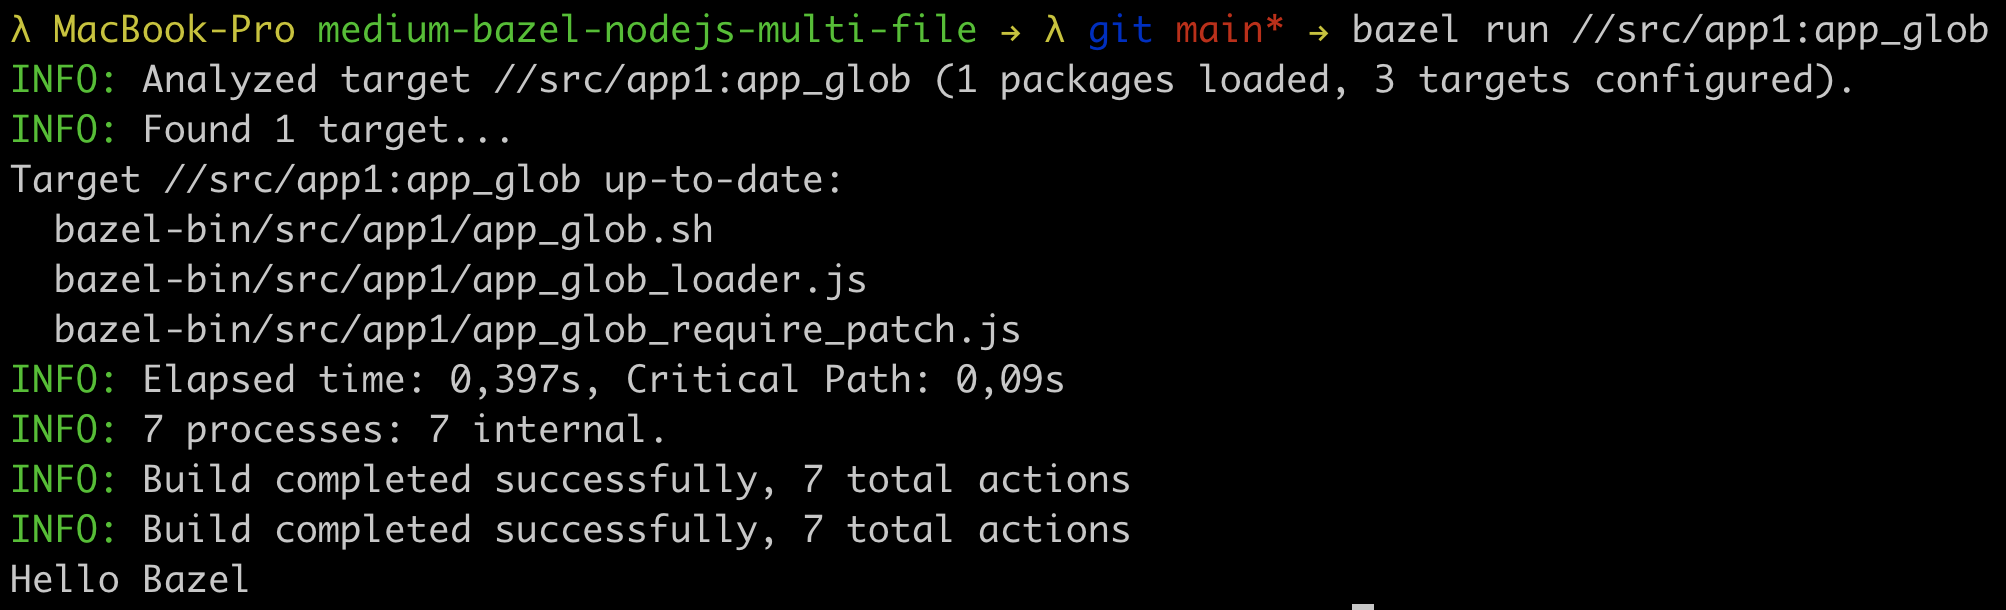 λ MacBook-Pro medium-bazel-nodejs-multi-file → λ git main* → bazel run //src/app1:app_glob
INFO: Analyzed target //src/app1:app_glob (1 packages loaded, 3 targets configured).
INFO: Found 1 target...
Target //src/app1:app_glob up-to-date:
  bazel-bin/src/app1/app_glob.sh
  bazel-bin/src/app1/app_glob_loader.js
  bazel-bin/src/app1/app_glob_require_patch.js
INFO: Elapsed time: 0,397s, Critical Path: 0,09s
INFO: 7 processes: 7 internal.
INFO: Build completed successfully, 7 total actions
INFO: Build completed successfully, 7 total actions
Hello Bazel